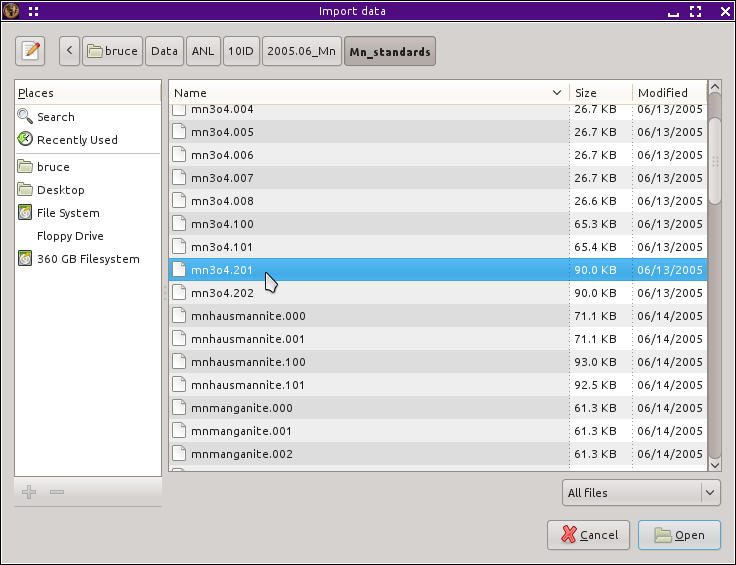 Import data
bruce Data ANL 10ID 2005.06_Mn Mn_standards
Places
Search
Recently Used
bruce
Desktop
File System
Floppy Drive
360 GB Filesystem
Name Size Modified
mn3o4.004 26.7 KB 06/13/2005
mn3o4.005 26.7 KB 06/13/2005
mn3o4.006 26.7 KB 06/13/2005
mn3o4.007 26.7 KB 06/13/2005
mn3o4.008 26.6 KB 06/13/2005
mn3o4.100 65.3 KB 06/13/2005
mn3o4.101 65.4 KB 06/13/2005
mn3o4.201 90.0 KB 06/13/2005
mn3o4.202 90.0 KB 06/13/2005
mnhausmannite.000 71.1 KB 06/14/2005
mnhausmannite.001 71.1 KB 06/14/2005
mnhausmannite.100 93.0 KB 06/14/2005
mnhausmannite.101 92.5 KB 06/14/2005
mnmanganite.000 61.3 KB 06/14/2005
mnmanganite.001 61.3 KB 06/14/2005
mnmanganite.002 61.3 KB 06/14/2005
All files
Cancel Open